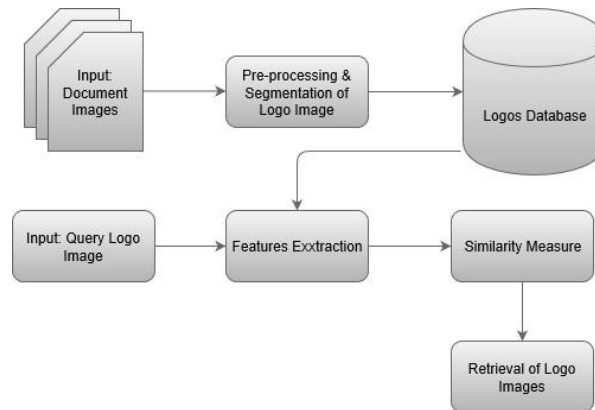 Input:
Document
Images
Pre-processing &
Segmentation of
Logo Image
Logos Database
Input: Query Logo
Image
Features Exxtraction
Similarity Measure
Retrieval of Logo
Images